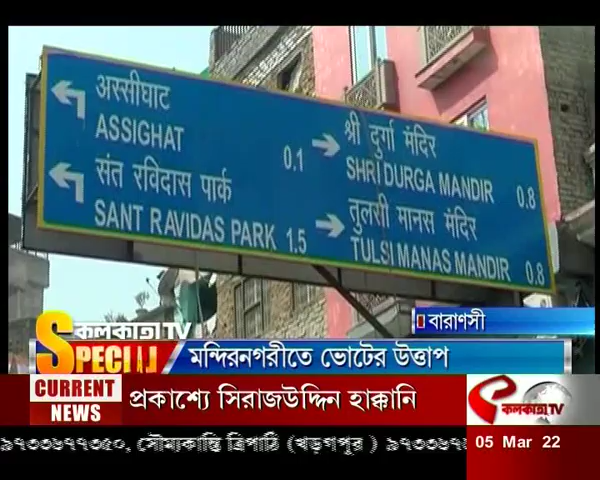 अस्सीघाट
ASSIGHAT 0.1
संत रविदास पार्क
SANT RAVIDAS PARK 1.5
श्री दुर्गा मंदिर
SHRI DURGA MANDIR 0.8
तुलसी मानस मंदिर
TULSI MANAS MANDIR 0.8
বারাণসী
কলকাতা TV
SPECIAL
মন্দিরনগরীতে ভোটের উত্তাপ
CURRENT NEWS
প্রকাশ্যে সিরাজউদ্দিন হাক্কানি
কলকাতা TV
৯৭৩৩৬৭৭৩৫০, সৌম্যকান্তি ত্রিপাঠি (খড়গপুর)
05 Mar 22